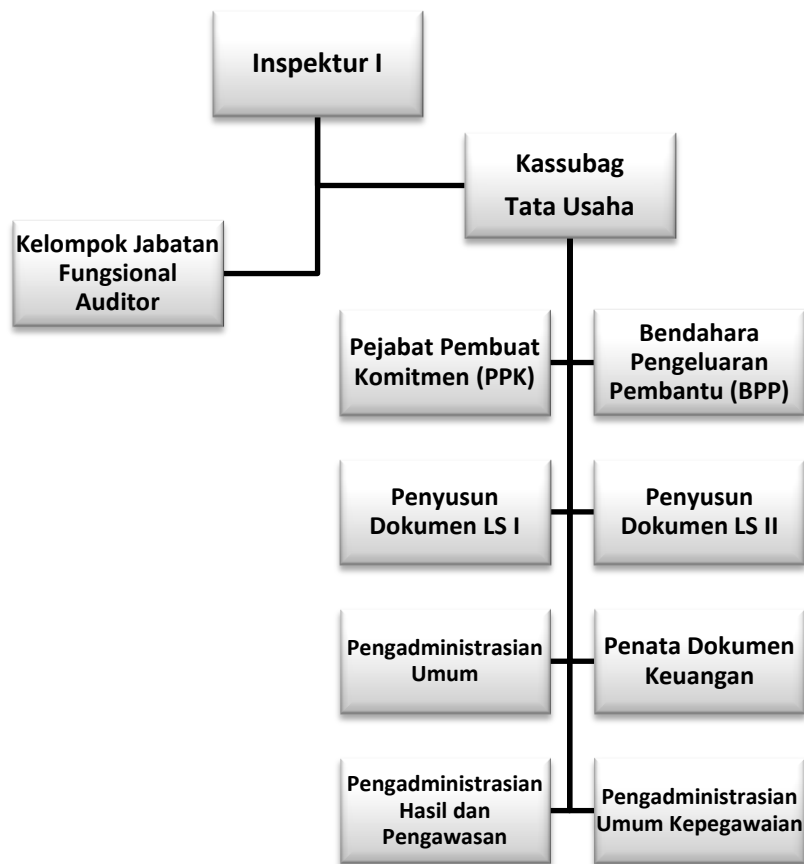 Inspektur I
Kassubag
Tata Usaha
Kelompok Jabatan
Fungsional
Auditor
Pejabat Pembuat
Komitmen (PPK)
Bendahara
Pengeluaran
Pembantu (BPP)
Penyusun
Dokumen LS I
Penyusun
Dokumen LS II
Pengadministrasian
Umum
Penata Dokumen
Keuangan
Pengadministrasian
Hasil dan
Pengawasan
Pengadministrasian
Umum Kepegawaian